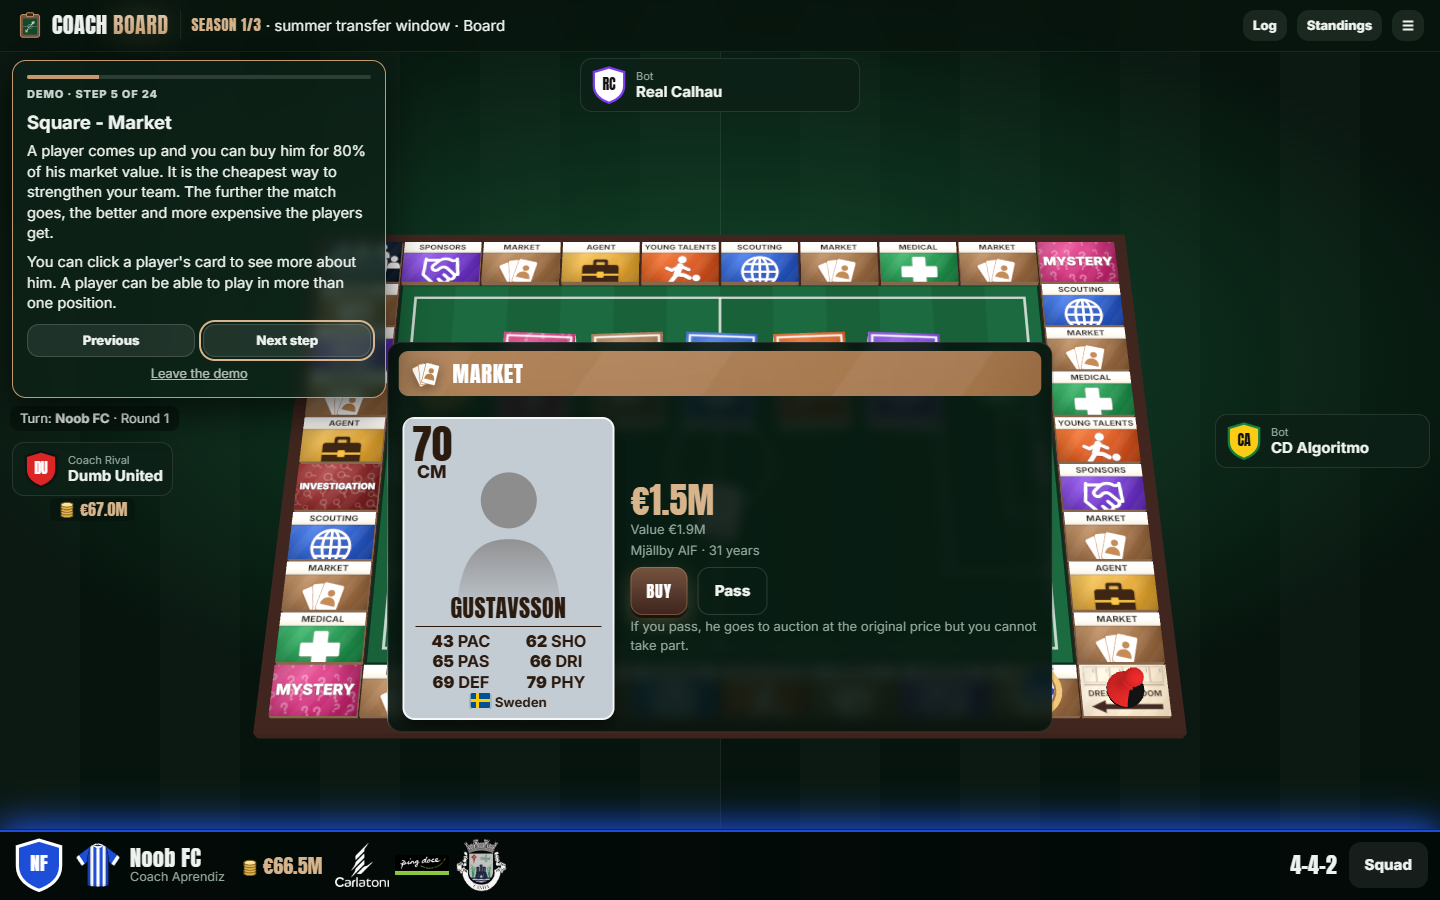 COACH BOARD
SEASON 1/3 · summer transfer window · Board
Log
Standings
DEMO · STEP 5 OF 24
Square - Market
A player comes up and you can buy him for 80%
of his market value. It is the cheapest way to
strengthen your team. The further the match
goes, the better and more expensive the players
get.
You can click a player's card to see more about
him. A player can be able to play in more than
one position.
Previous
Next step
Leave the demo
RC
Bot
Real Calhau
Turn: Noob FC · Round 1
DU
Coach Rival
Dumb United
€67.0M
CA
Bot
CD Algoritmo
SPONSORS
MARKET
AGENT
YOUNG TALENTS
SCOUTING
MARKET
MEDICAL
MARKET
MYSTERY
SCOUTING
MARKET
MEDICAL
YOUNG TALENTS
SPONSORS
MARKET
AGENT
MARKET
AGENT
INVESTIGATION
SCOUTING
MARKET
MEDICAL
MYSTERY
MARKET
70
CM
GUSTAVSSON
43 PAC
62 SHO
65 PAS
66 DRI
69 DEF
79 PHY
Sweden
€1.5M
Value €1.9M
Mjällby AIF · 31 years
BUY
Pass
If you pass, he goes to auction at the original price but you cannot
take part.
NF
Noob FC
Coach Aprendiz
€66.5M
Carlaton
ping doce
4-4-2
Squad